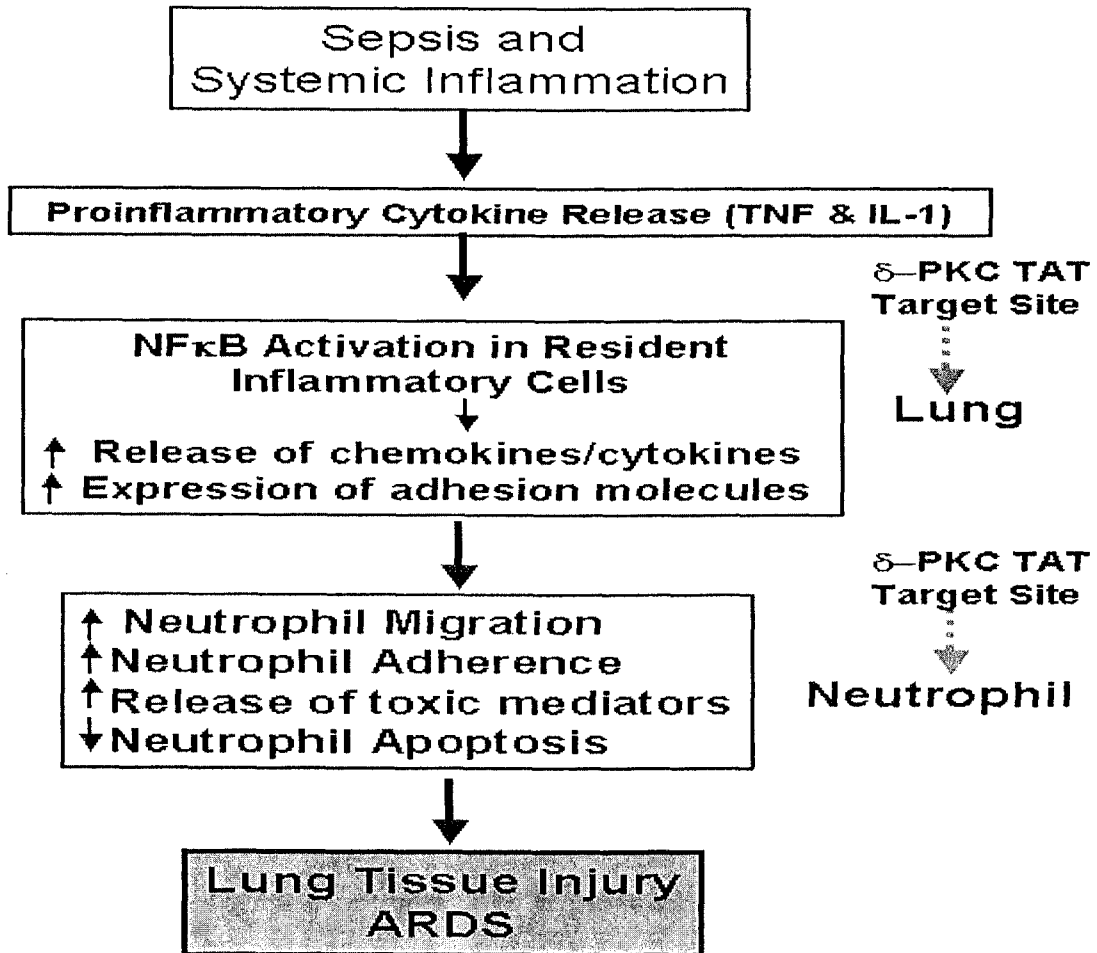 Sepsis and
Systemic Inflammation
Proinflammatory Cytokine Release (TNF & IL-1)
δ–PKC TAT
Target Site
Lung
NFκB Activation in Resident
Inflammatory Cells
↑ Release of chemokines/cytokines
↑ Expression of adhesion molecules
δ–PKC TAT
Target Site
Neutrophil
↑ Neutrophil Migration
↑ Neutrophil Adherence
↑ Release of toxic mediators
↓ Neutrophil Apoptosis
Lung Tissue Injury
ARDS